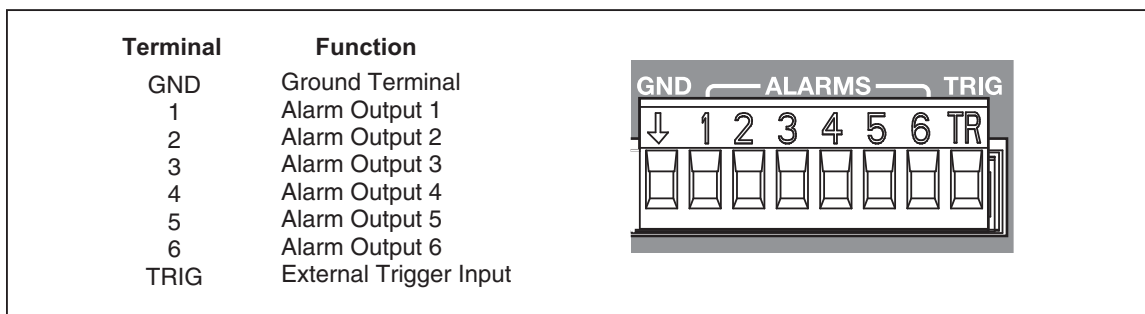 Terminal Function
GND Ground Terminal
1 Alarm Output 1
2 Alarm Output 2
3 Alarm Output 3
4 Alarm Output 4
5 Alarm Output 5
6 Alarm Output 6
TRIG External Trigger Input
GND ALARMS TRIG
↓ 1 2 3 4 5 6 TR